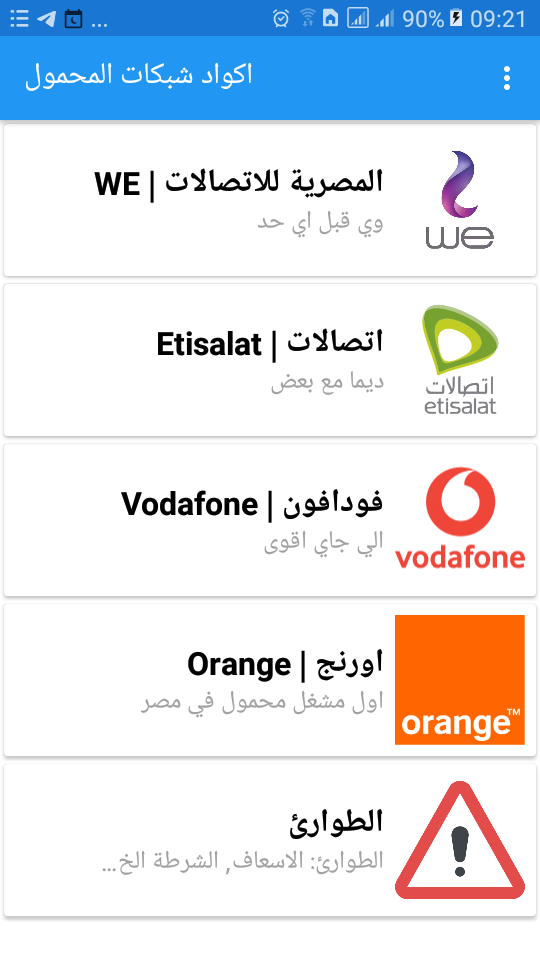 ... 90% 09:21
اكواد شبكات المحمول
المصرية للاتصالات | WE
وي قبل اي حد
we
اتصالات | Etisalat
ديما مع بعض
اتصالات
etisalat
فودافون | Vodafone
الي جاي اقوى
vodafone
اورنج | Orange
اول مشغل محمول في مصر
orange™
الطوارئ
الطوارئ: الاسعاف, الشرطة الخ...